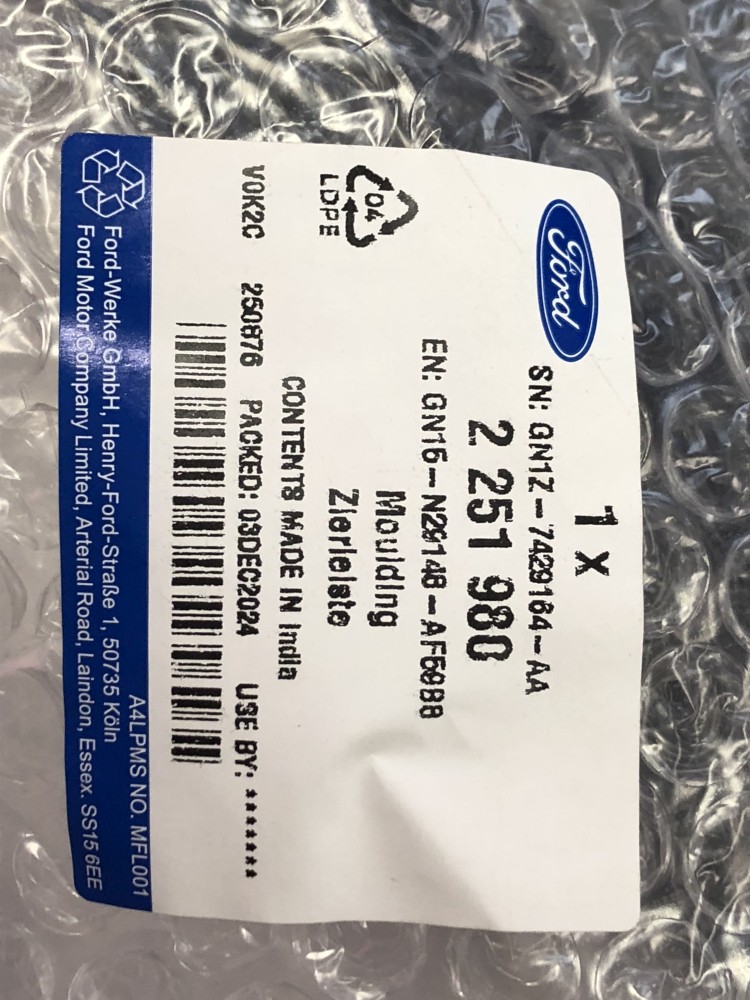 Ford
1 x
SN: GN1Z-7429164-AA
2 251 980
EN: GN15-N29146-AF59B8
Moulding
Zierleiste
04
LDPE
CONTENTS MADE IN India
V0K2C 250876 PACKED: 03DEC2024 USE BY: ********
A4LPMS NO. MFL001
Ford-Werke GmbH, Henry-Ford-Straße 1, 50735 Köln
Ford Motor Company Limited, Arterial Road, Laindon, Essex. SS15 6EE